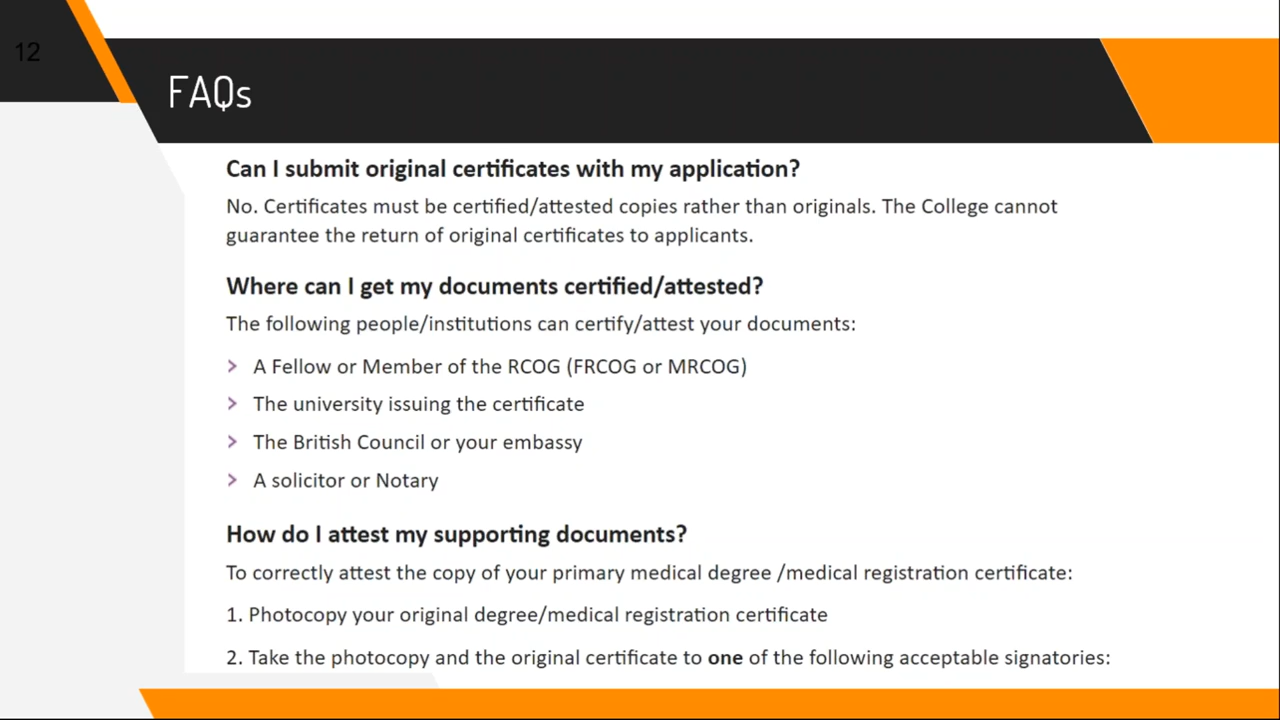 12
FAQs
Can I submit original certificates with my application?
No. Certificates must be certified/attested copies rather than originals. The College cannot
guarantee the return of original certificates to applicants.
Where can I get my documents certified/attested?
The following people/institutions can certify/attest your documents:
> A Fellow or Member of the RCOG (FRCOG or MRCOG)
> The university issuing the certificate
> The British Council or your embassy
> A solicitor or Notary
How do I attest my supporting documents?
To correctly attest the copy of your primary medical degree /medical registration certificate:
1. Photocopy your original degree/medical registration certificate
2. Take the photocopy and the original certificate to one of the following acceptable signatories: